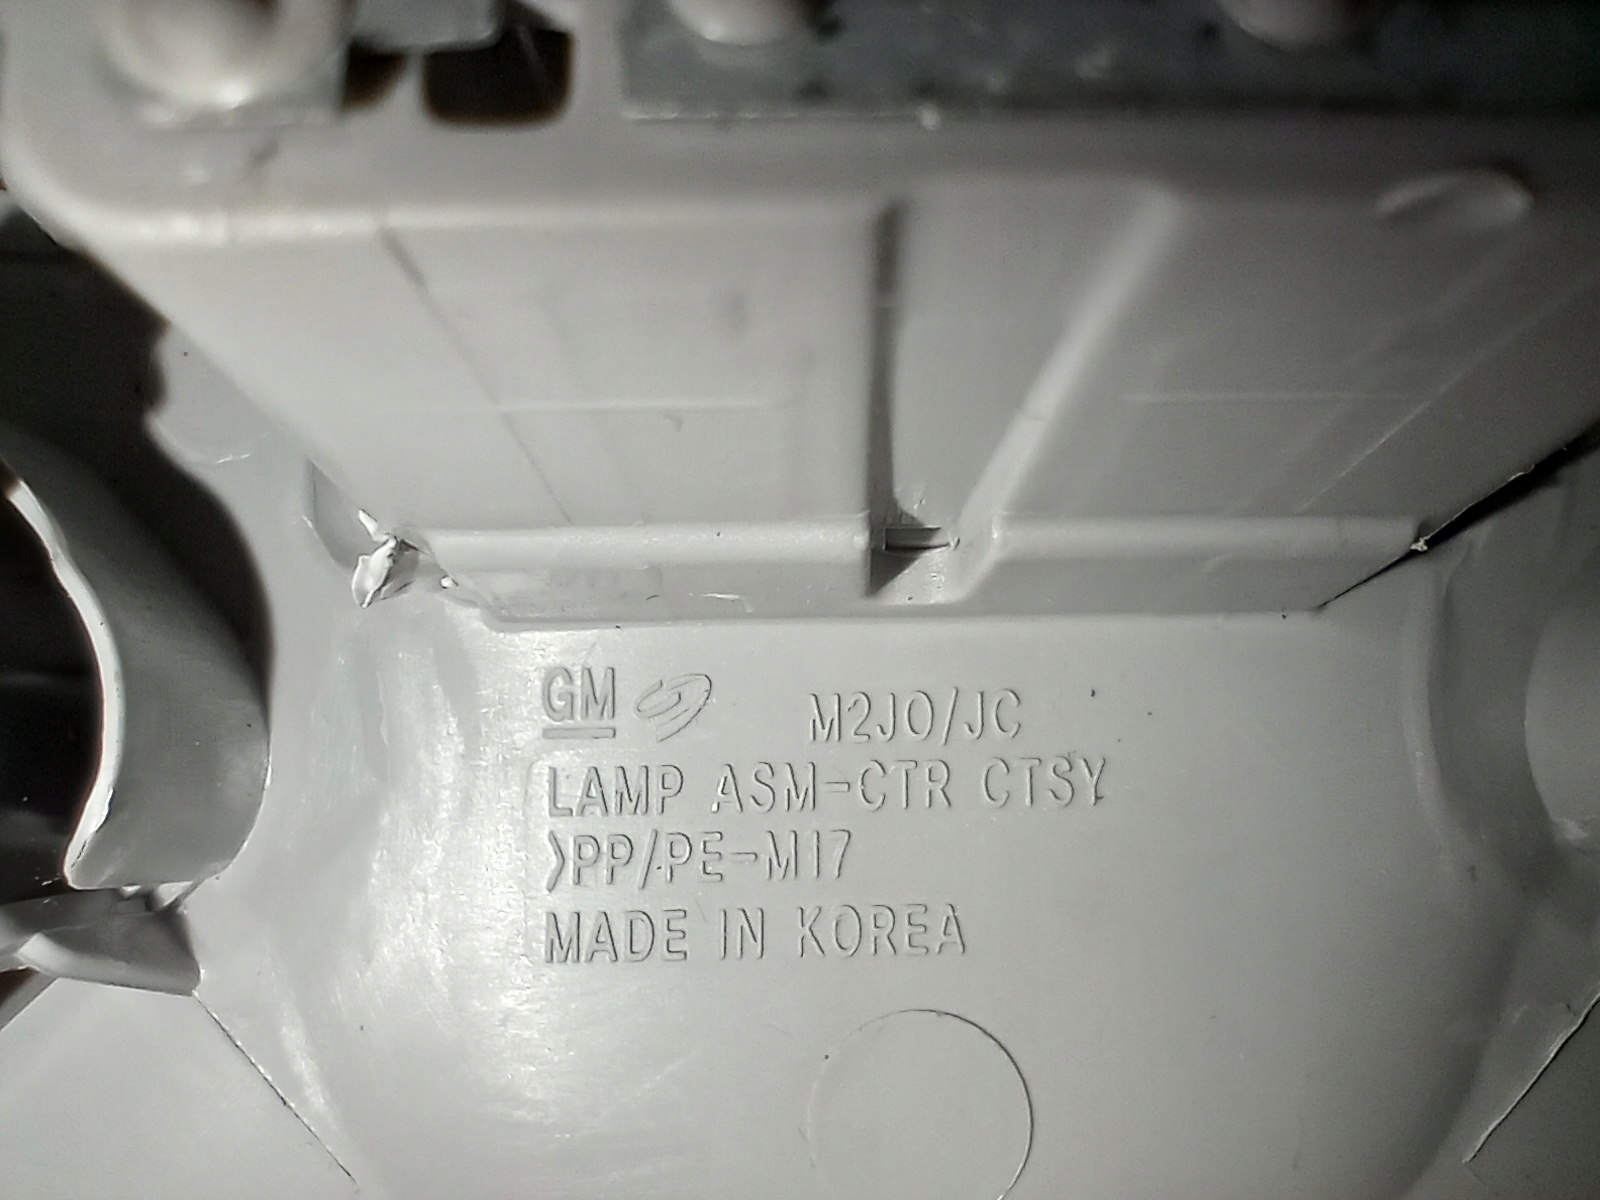 GM M2JO/JC
LAMP ASM-CTR CTSY
>PP/PE-M17
MADE IN KOREA